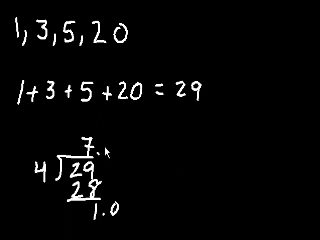 1, 3, 5, 20
1 + 3 + 5 + 20 = 29
7.
4 29
28
1.0